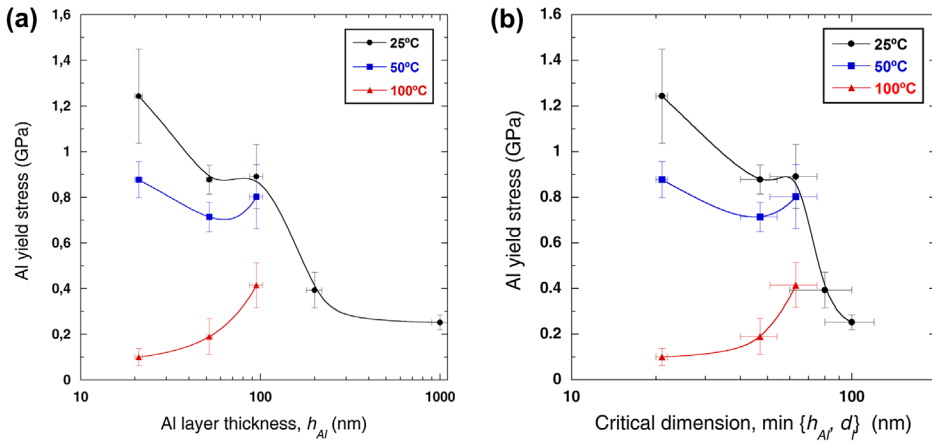 (a)
Al yield stress (GPa)
1,6
1,4
1,2
1
0.8
0.6
0.4
0,2
0
25ºC
50ºC
100ºC
10
100
1000
Al layer thickness, hAl (nm)
(b)
Al yield stress (GPa)
1,6
1,4
1,2
1
0.8
0.6
0.4
0.2
0
25ºC
50ºC
100ºC
10
100
Critical dimension, min {hAl, d} (nm)